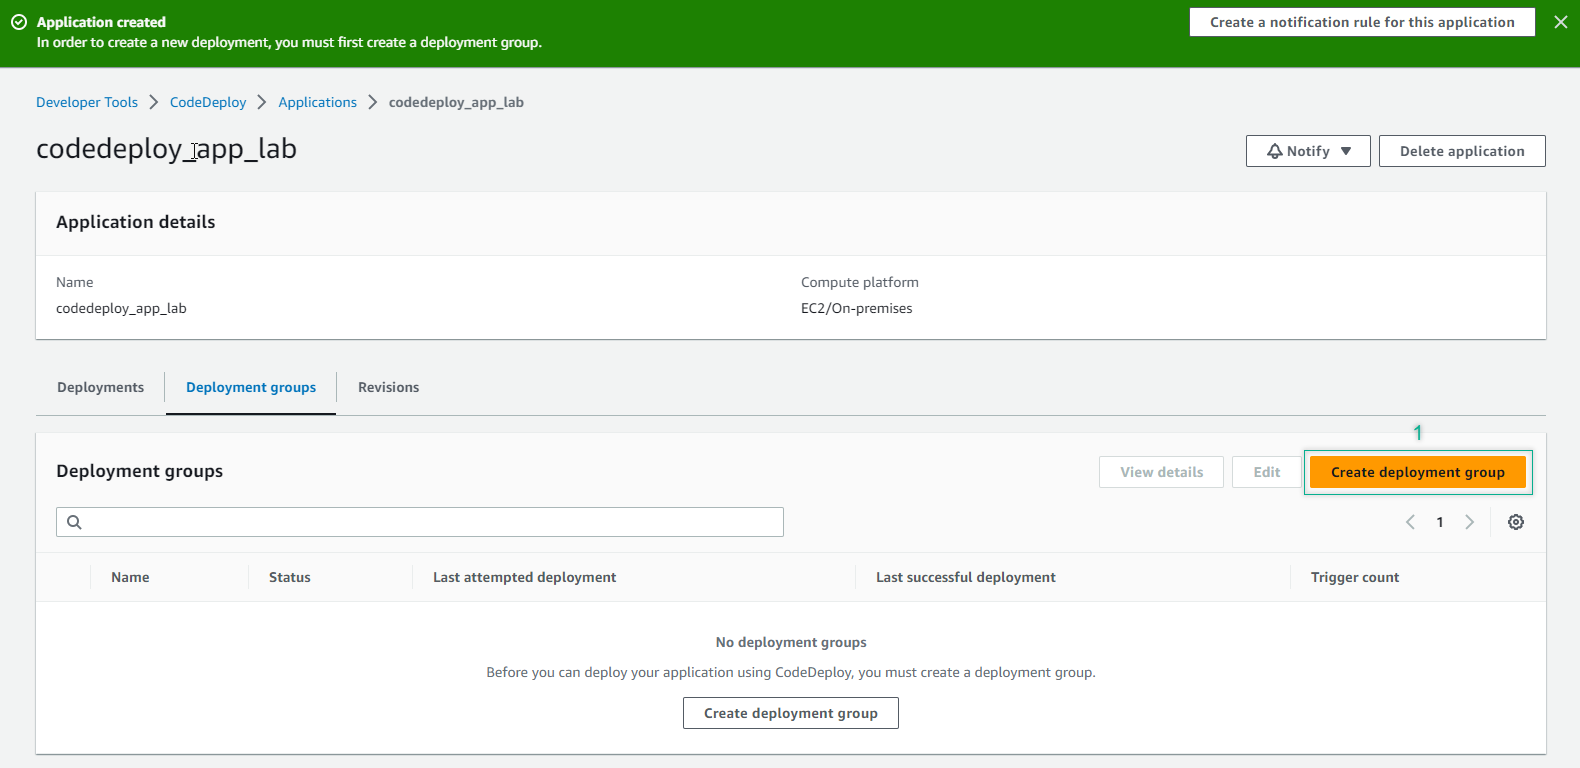 Application created
In order to create a new deployment, you must first create a deployment group.
Create a notification rule for this application
Developer Tools > CodeDeploy > Applications > codedeploy_app_lab
codedeploy_app_lab
Notify ▼
Delete application
Application details
Name
codedeploy_app_lab
Compute platform
EC2/On-premises
Deployments
Deployment groups
Revisions
1
Deployment groups
View details
Edit
Create deployment group
1
Name
Status
Last attempted deployment
Last successful deployment
Trigger count
No deployment groups
Before you can deploy your application using CodeDeploy, you must create a deployment group.
Create deployment group